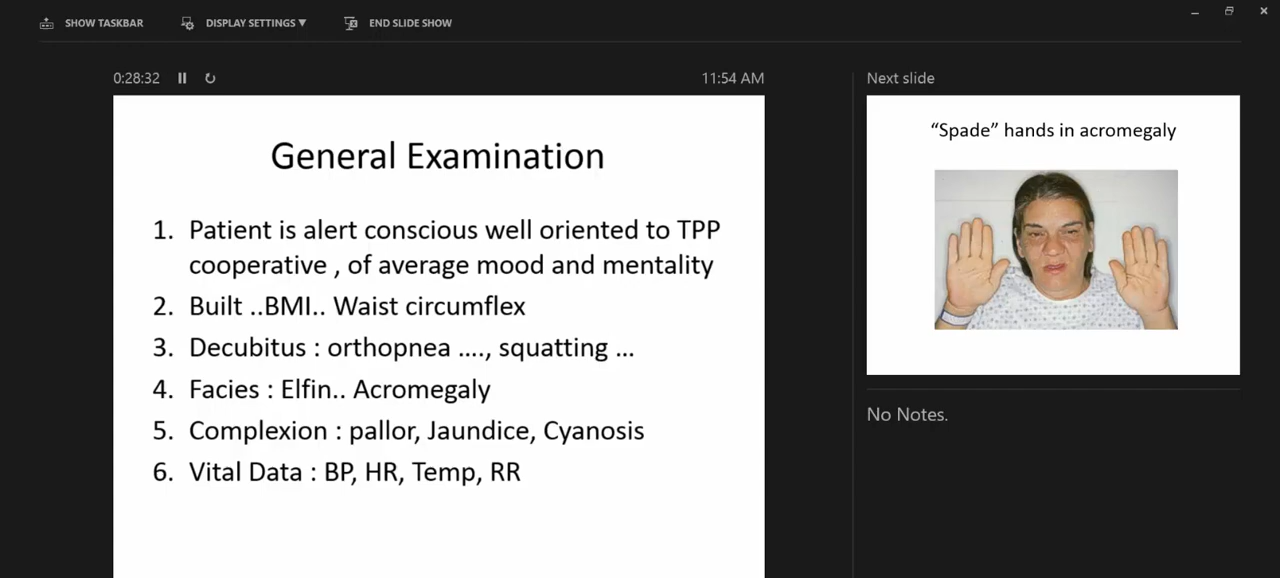 SHOW TASKBAR
DISPLAY SETTINGS ▼
END SLIDE SHOW
0:28:32
11:54 AM
General Examination
1. Patient is alert conscious well oriented to TPP
cooperative , of average mood and mentality
2. Built ..BMI.. Waist circumflex
3. Decubitus : orthopnea ...., squatting ...
4. Facies : Elfin.. Acromegaly
5. Complexion : pallor, Jaundice, Cyanosis
6. Vital Data : BP, HR, Temp, RR
Next slide
“Spade” hands in acromegaly
No Notes.